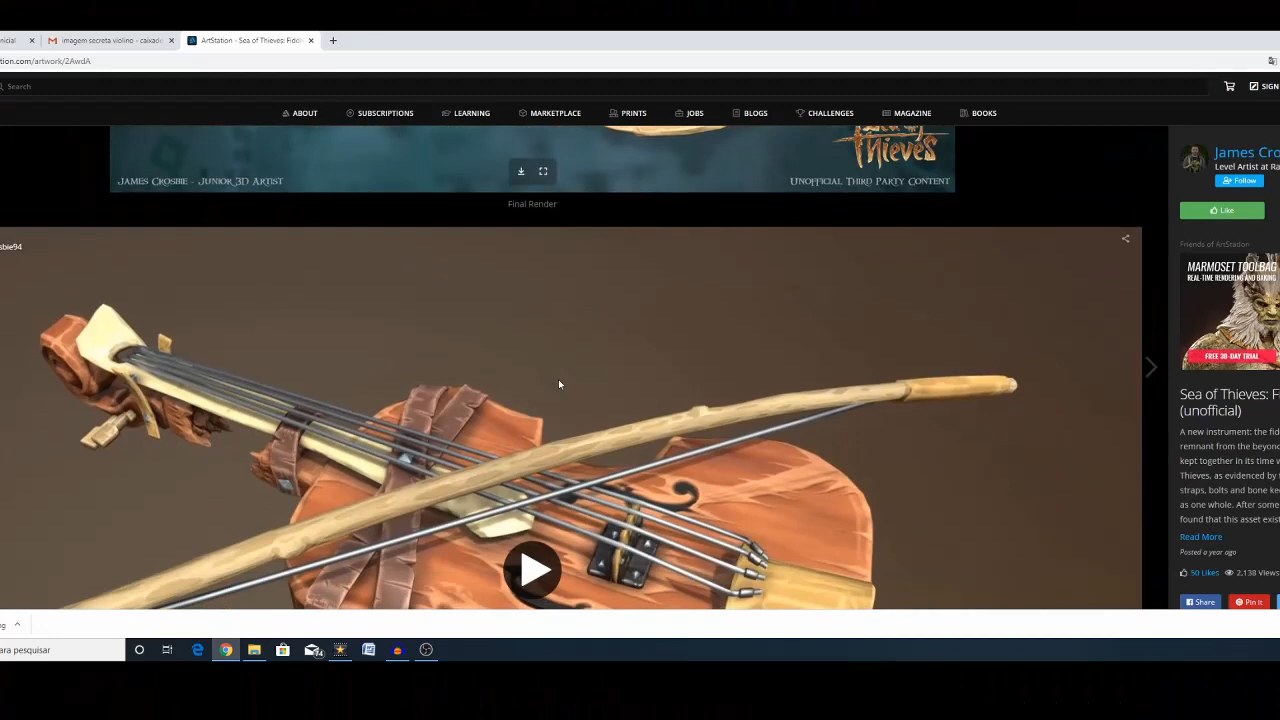 nicial
imagem secreta violino - caixade
ArtStation - Sea of Thieves: Fiddl
tion.com/artwork/2AwdA
Search
SIGN
ABOUT
SUBSCRIPTIONS
LEARNING
MARKETPLACE
PRINTS
JOBS
BLOGS
CHALLENGES
MAGAZINE
BOOKS
Thieves
JAMES CROSBIE - JUNIOR 3D ARTIST
UNOFFICIAL THIRD PARTY CONTENT
Final Render
sbie94
James Cro
Level Artist at Ra
Follow
Like
Friends of ArtStation
MARMOSET TOOLBAG
REAL-TIME RENDERING AND BAKING
FREE 30-DAY TRIAL
Sea of Thieves: Fi
(unofficial)
A new instrument: the fid
remnant from the beyon
kept together in its time w
Thieves, as evidenced by
straps, bolts and bone ke
as one whole. After some
found that this asset exist
Read More
Posted a year ago
50 Likes
2,138 Views
Share
Pin it
ara pesquisar
74